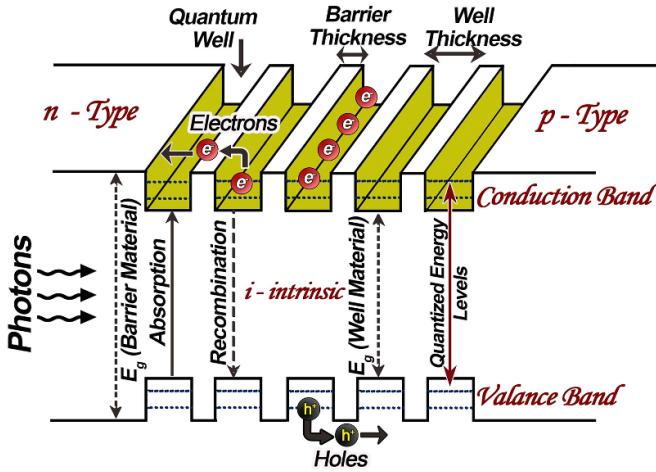 Quantum
Well
Barrier
Thickness
Well
Thickness
n - Type
Electrons
p - Type
e-
e-
e-
e-
e-
e-
Conduction Band
Photons
Eg (Barrier Material)
Absorption
Recombination
i - intrinsic
Eg (Well Material)
Quantized Energy
Levels
Valance Band
h+
h+
Holes